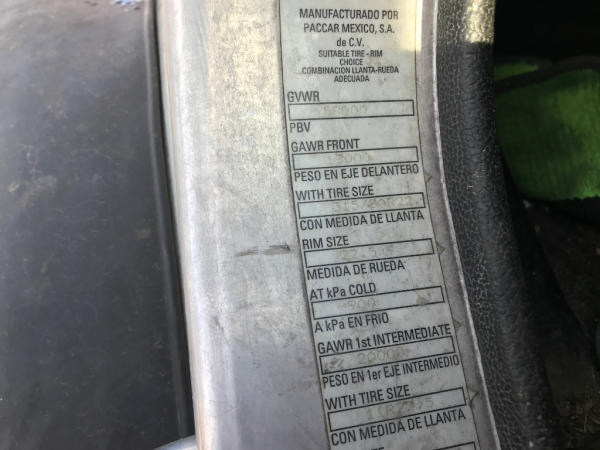 MANUFACTURADO POR
PACCAR MEXICO, S.A.
de C.V.
SUITABLE TIRE - RIM
CHOICE
COMBINACION LLANTA-RUEDA
ADECUADA
GVWR
PBV
GAWR FRONT
PESO EN EJE DELANTERO
WITH TIRE SIZE
CON MEDIDA DE LLANTA
RIM SIZE
MEDIDA DE RUEDA
AT kPa COLD
A kPa EN FRIO
GAWR 1st INTERMEDIATE
20000
PESO EN 1er EJE INTERMEDIO
WITH TIRE SIZE
CON MEDIDA DE LLANTA